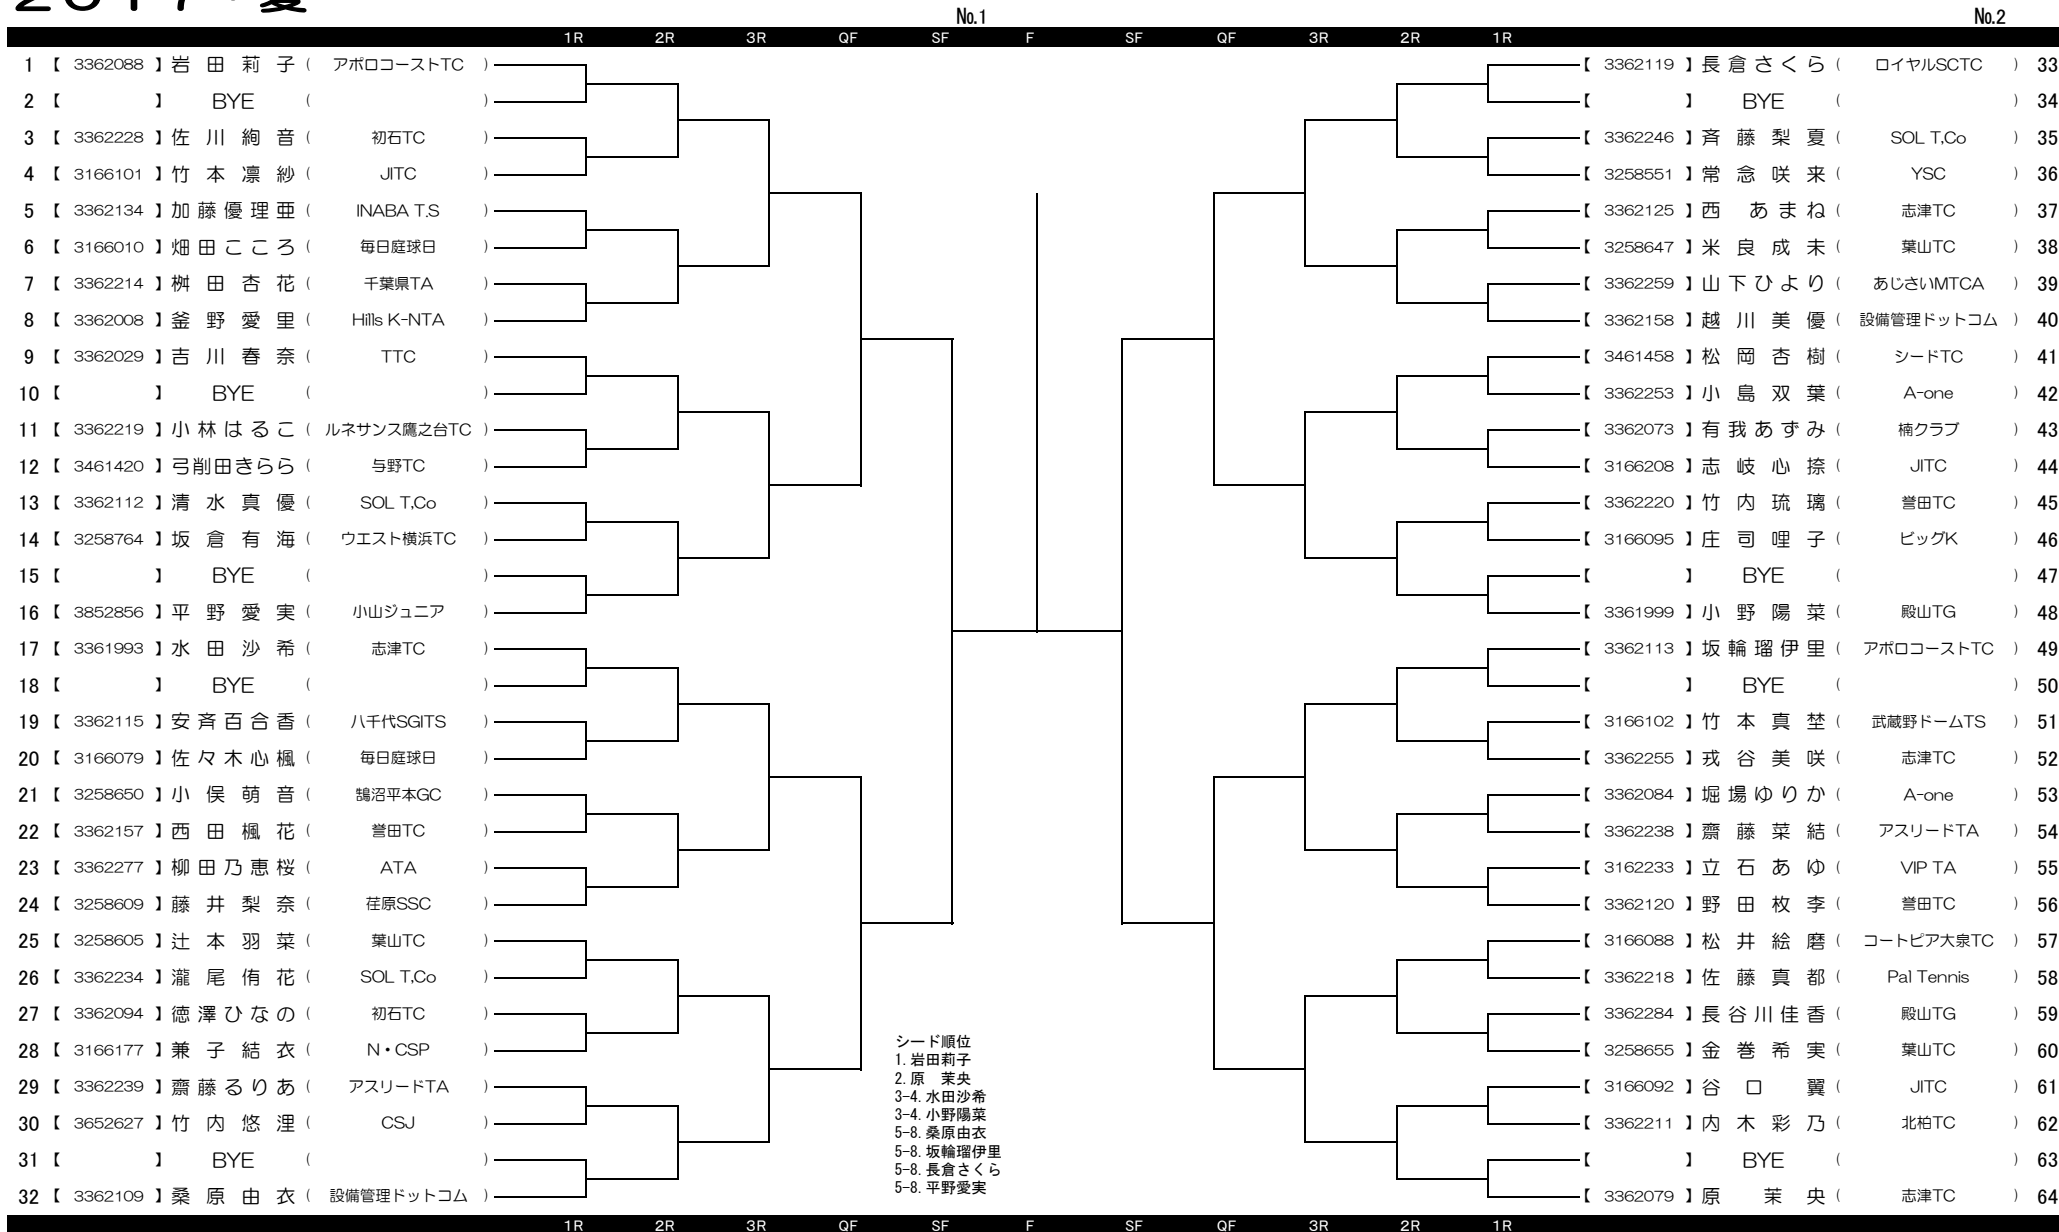 2017・夏
No.1 No.2
1R 2R 3R QF SF F SF QF 3R 2R 1R
1 【 3362088 】 岩 田 莉 子 ( アポロコーストTC )
2 【 】 BYE ( )
3 【 3362228 】 佐 川 絢 音 ( 初石TC )
4 【 3166101 】 竹 本 凛 紗 ( JITC )
5 【 3362134 】 加 藤 優 理 亜 ( INABA T.S )
6 【 3166010 】 畑 田 こ こ ろ ( 毎日庭球日 )
7 【 3362214 】 桝 田 杏 花 ( 千葉県TA )
8 【 3362008 】 釜 野 愛 里 ( Hills K-NTA )
9 【 3362029 】 吉 川 春 奈 ( TTC )
10 【 】 BYE ( )
11 【 3362219 】 小 林 は る こ ( ルネサンス鷹之台TC )
12 【 3461420 】 弓削田きらら ( 与野TC )
13 【 3362112 】 清 水 真 優 ( SOL T,Co )
14 【 3258764 】 坂 倉 有 海 ( ウエスト横浜TC )
15 【 】 BYE ( )
16 【 3852856 】 平 野 愛 実 ( 小山ジュニア )
17 【 3361993 】 水 田 沙 希 ( 志津TC )
18 【 】 BYE ( )
19 【 3362115 】 安 斉 百 合 香 ( 八千代SGITS )
20 【 3166079 】 佐 々 木 心 楓 ( 毎日庭球日 )
21 【 3258650 】 小 俣 萌 音 ( 鵠沼平本GC )
22 【 3362157 】 西 田 楓 花 ( 誉田TC )
23 【 3362277 】 柳 田 乃 恵 桜 ( ATA )
24 【 3258609 】 藤 井 梨 奈 ( 荏原SSC )
25 【 3258605 】 辻 本 羽 菜 ( 葉山TC )
26 【 3362234 】 瀧 尾 侑 花 ( SOL T,Co )
27 【 3362094 】 徳 澤 ひ な の ( 初石TC )
28 【 3166177 】 兼 子 結 衣 ( N・CSP )
29 【 3362239 】 齋 藤 る り あ ( アスリードTA )
30 【 3652627 】 竹 内 悠 浬 ( CSJ )
31 【 】 BYE ( )
32 【 3362109 】 桑 原 由 衣 ( 設備管理ドットコム )
シード順位
1. 岩田莉子
2. 原 茉央
3-4. 水田沙希
3-4. 小野陽菜
5-8. 桑原由衣
5-8. 坂輪瑠伊里
5-8. 長倉さくら
5-8. 平野愛実
【 3362119 】 長 倉 さ く ら ( ロイヤルSCTC ) 33
【 】 BYE ( ) 34
【 3362246 】 斉 藤 梨 夏 ( SOL T,Co ) 35
【 3258551 】 常 念 咲 来 ( YSC ) 36
【 3362125 】 西 あ ま ね ( 志津TC ) 37
【 3258647 】 米 良 成 未 ( 葉山TC ) 38
【 3362259 】 山 下 ひ よ り ( あじさいMTCA ) 39
【 3362158 】 越 川 美 優 ( 設備管理ドットコム ) 40
【 3461458 】 松 岡 杏 樹 ( シードTC ) 41
【 3362253 】 小 島 双 葉 ( A-one ) 42
【 3362073 】 有 我 あ ず み ( 楠クラブ ) 43
【 3166208 】 志 岐 心 捺 ( JITC ) 44
【 3362220 】 竹 内 琉 璃 ( 誉田TC ) 45
【 3166095 】 庄 司 哩 子 ( ビッグK ) 46
【 】 BYE ( ) 47
【 3361999 】 小 野 陽 菜 ( 殿山TG ) 48
【 3362113 】 坂 輪 瑠 伊 里 ( アポロコーストTC ) 49
【 】 BYE ( ) 50
【 3166102 】 竹 本 真 埜 ( 武蔵野ドームTS ) 51
【 3362255 】 戎 谷 美 咲 ( 志津TC ) 52
【 3362084 】 堀 場 ゆ り か ( A-one ) 53
【 3362238 】 齋 藤 菜 結 ( アスリードTA ) 54
【 3162233 】 立 石 あ ゆ ( VIP TA ) 55
【 3362120 】 野 田 枚 李 ( 誉田TC ) 56
【 3166088 】 松 井 絵 磨 ( コートピア大泉TC ) 57
【 3362218 】 佐 藤 真 都 ( Pal Tennis ) 58
【 3362284 】 長 谷 川 佳 香 ( 殿山TG ) 59
【 3258655 】 金 巻 希 実 ( 葉山TC ) 60
【 3166092 】 谷 口 翼 ( JITC ) 61
【 3362211 】 内 木 彩 乃 ( 北柏TC ) 62
【 】 BYE ( ) 63
【 3362079 】 原 茉 央 ( 志津TC ) 64
1R 2R 3R QF SF F SF QF 3R 2R 1R